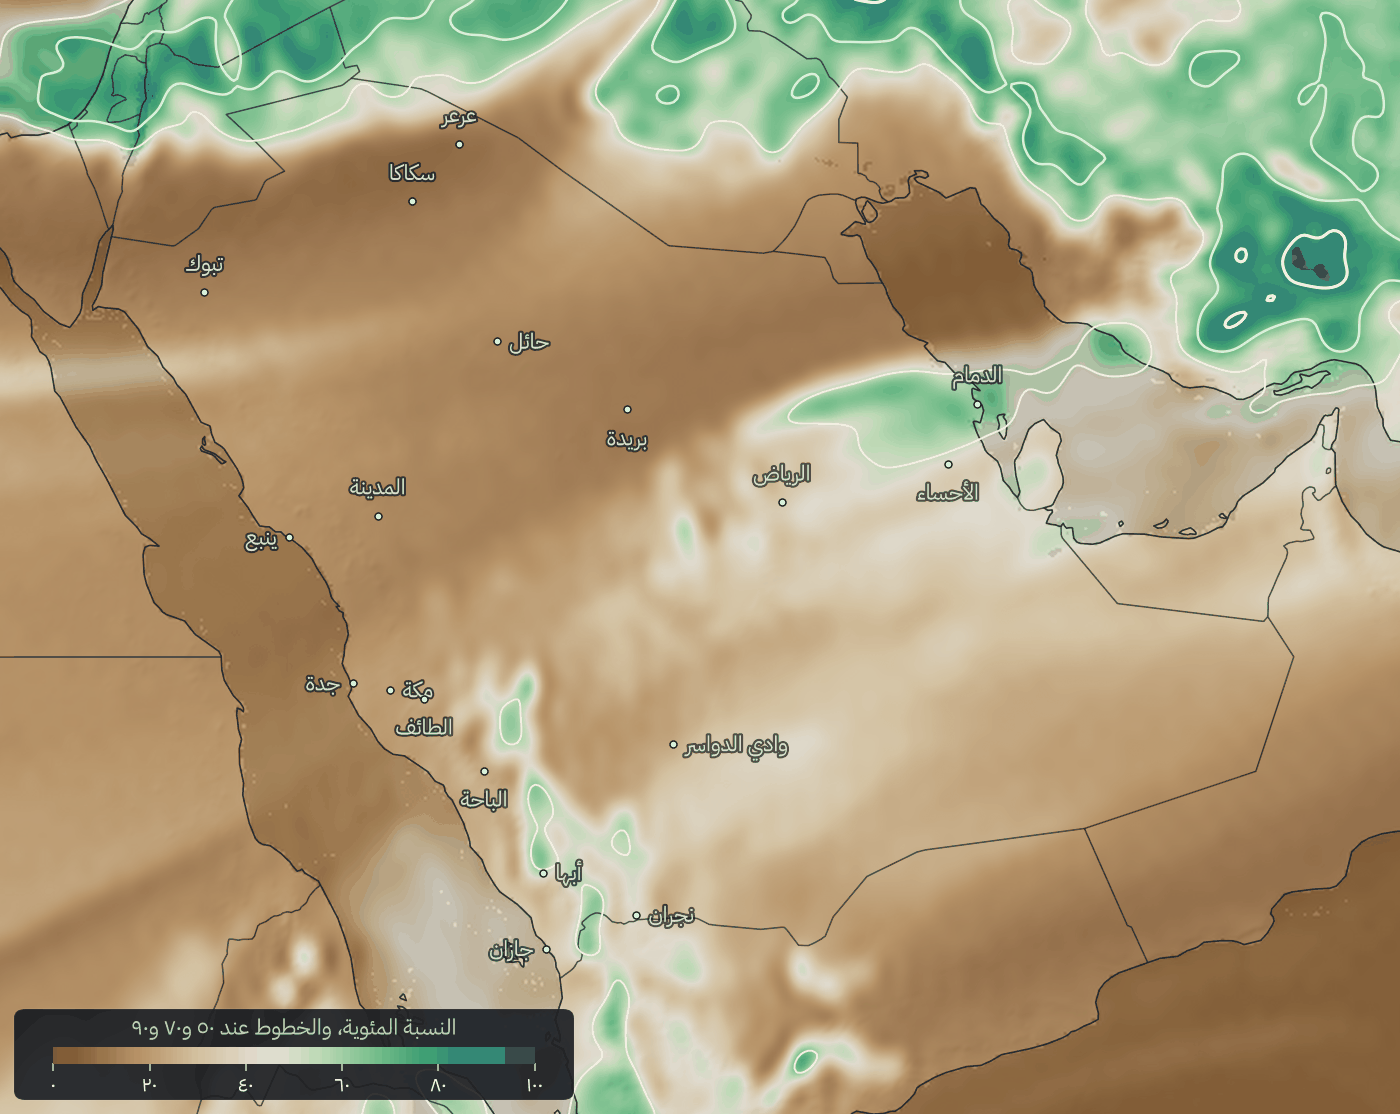 عرعر
سكاكا
تبوك
حائل
الدمام
بريدة
الرياض
المدينة
الأحساء
ينبع
جدة
مكة
الطائف
وادي الدواسر
الباحة
أبها
نجران
جازان
النسبة المئوية، والخطوط عند ٥٠ و٧٠ و٩٠
٠ ٢٠ ٤٠ ٦٠ ٨٠ ١٠٠